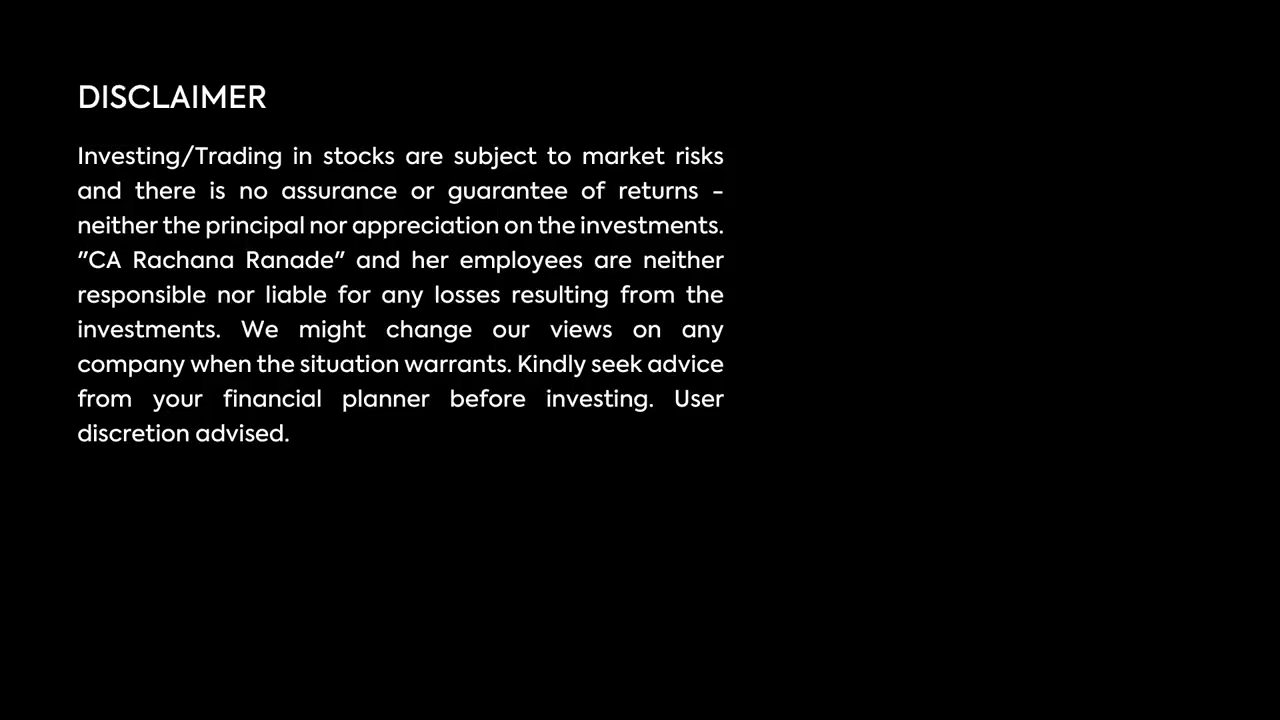 DISCLAIMER
Investing/Trading in stocks are subject to market risks
and there is no assurance or guarantee of returns -
neither the principal nor appreciation on the investments.
"CA Rachana Ranade" and her employees are neither
responsible nor liable for any losses resulting from the
investments. We might change our views on any
company when the situation warrants. Kindly seek advice
from your financial planner before investing. User
discretion advised.